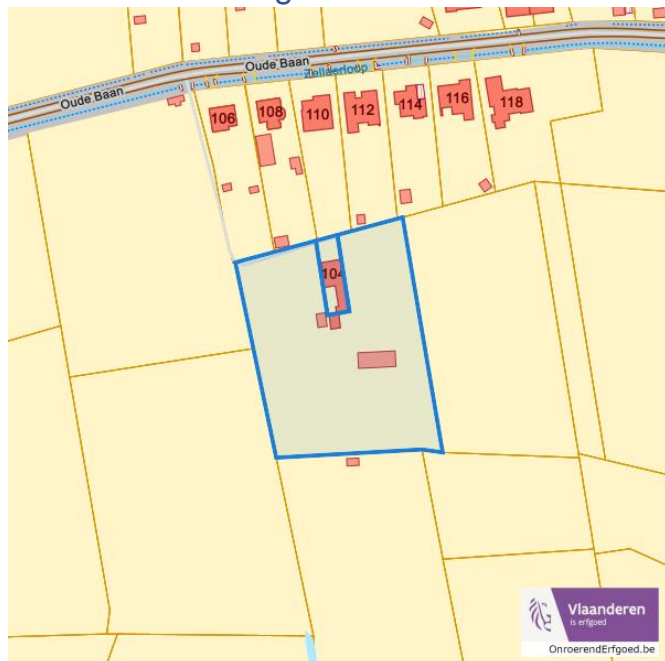 Oude Baan
Zellaerloop
Oude Baan
106
108
110
112
114
116
118
104
Vlaanderen
is erfgoed
OnroerendErfgoed.be